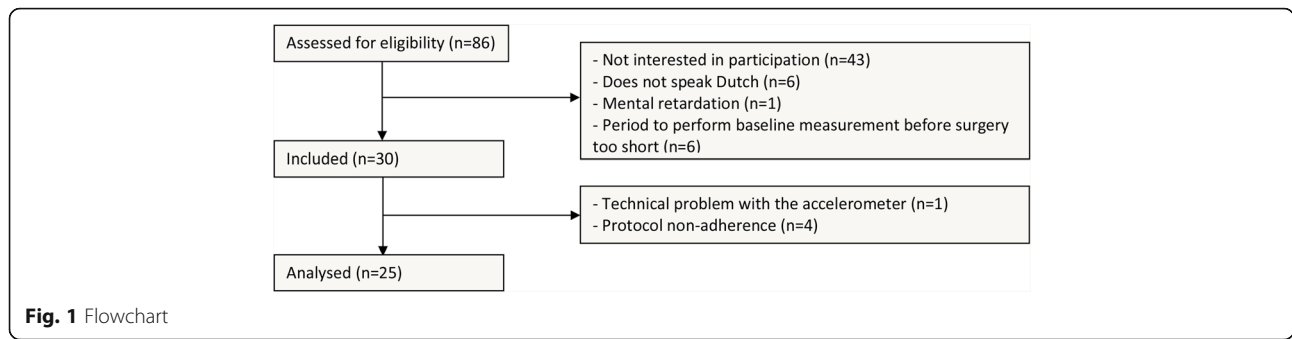 Assessed for eligibility (n=86)
- Not interested in participation (n=43)
- Does not speak Dutch (n=6)
- Mental retardation (n=1)
- Period to perform baseline measurement before surgery
too short (n=6)
Included (n=30)
- Technical problem with the accelerometer (n=1)
- Protocol non-adherence (n=4)
Analysed (n=25)
Fig. 1 Flowchart